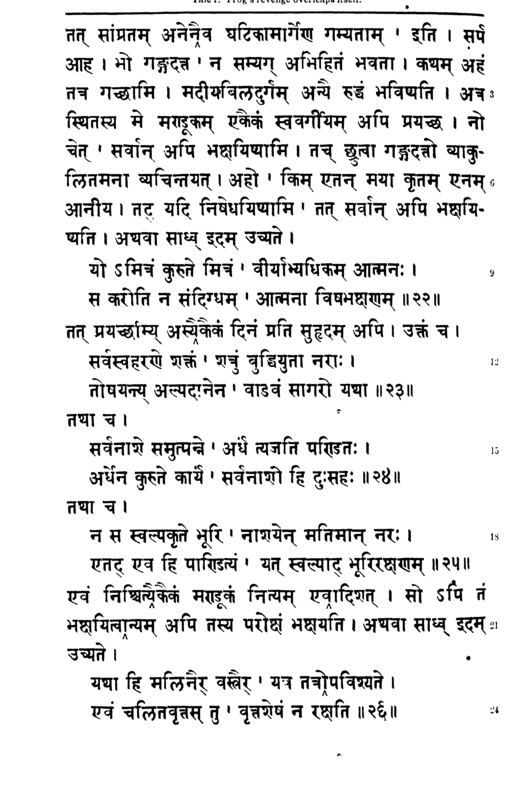 Tale I. Frog's revenge overleaps itself.
तत् सांप्रतम् अनेनैव घटिकामार्गेण गम्यताम् ' इति । सर्प
आह । भो गङ्गदत्त ' न सम्यग् अभिहितं भवता । कथम् अहं
तत्र गच्छामि । मदीयबिलदुर्गम् अन्यै रुद्धं भविष्यति । अत्र 3
स्थितस्य मे मण्डूकम् एकैकं स्ववर्गीयम् अपि प्रयच्छ । नो
चेत् ' सर्वान् अपि भक्षयिष्यामि । तच् छ्रुत्वा गङ्गदत्तो व्याकु-
लितमना व्यचिन्तयत् । अहो ' किम् एतन् मया कृतम् एनम् 6
आनीय । तद् यदि निषेधयिष्यामि ' तत् सर्वान् अपि भक्षयि-
ष्यति । अथवा साध्व् इदम् उच्यते ।
यो ऽमित्रं कुरुते मित्रं ' वीर्याभ्यधिकम् आत्मनः । 9
स करोति न संदिग्धम् ' आत्मना विषभक्षणम् ॥२२॥
तत् प्रयच्छाम्य् अस्यैकैकं दिनं प्रति सुहृदम् अपि । उक्तं च ।
सर्वस्वहरणे शक्तं ' शत्रुं बुद्धियुता नराः । 12
तोषयन्त्य् अल्पदानेन ' वाडवं सागरो यथा ॥२३॥
तथा च ।
सर्वनाशे समुत्पन्ने ' अर्धं त्यजति पण्डितः । 15
अर्धेन कुरुते कार्यं ' सर्वनाशो हि दुःसहः ॥२४॥
तथा च ।
न स स्वल्पकृते भूरि ' नाशयेन् मतिमान् नरः । 18
एतद् एव हि पाण्डित्यं ' यत् स्वल्पाद् भूरिरक्षणम् ॥२५॥
एवं निश्चित्यैकैकं मण्डूकं नित्यम् एवादिशत् । सो ऽपि तं
भक्षयित्वान्यम् अपि तस्य परोक्षं भक्षयति । अथवा साध्व् इदम् 21
उच्यते ।
यथा हि मलिनैर् वस्त्रैर् ' यत्र तत्रोपविश्यते ।
एवं चलितवृत्तस् तु ' वृत्तशेषं न रक्षति ॥२६॥ 24